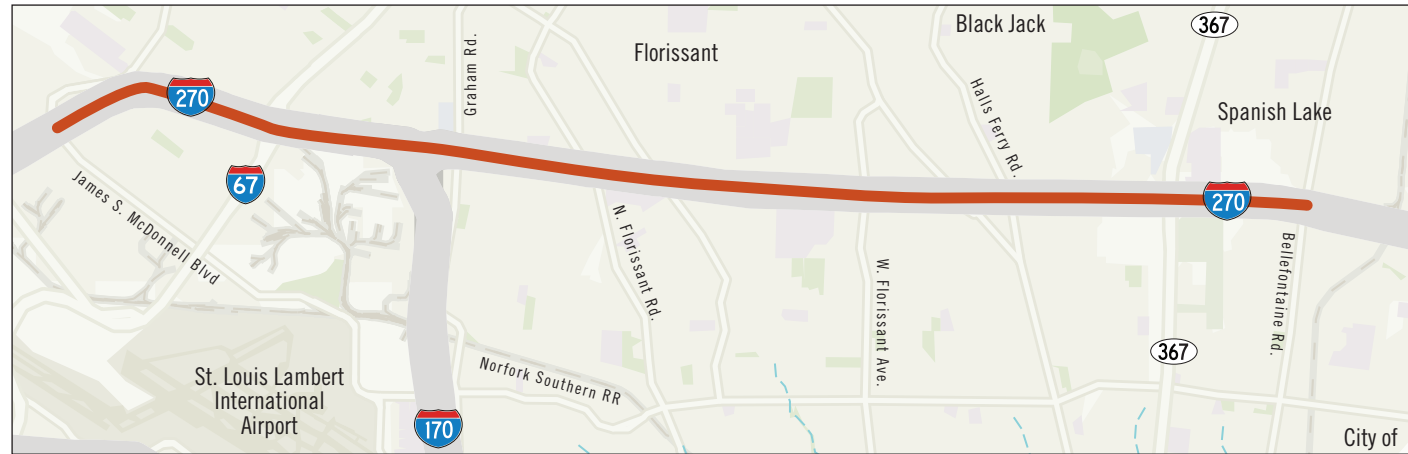 Black Jack
367
Florissant
Graham Rd.
270
Halls Ferry Rd.
Spanish Lake
67
James S. McDonnell Blvd
270
N. Florissant Rd.
W. Florissant Ave.
Bellefontaine Rd.
367
Norfork Southern RR
St. Louis Lambert
International
Airport
170
City of